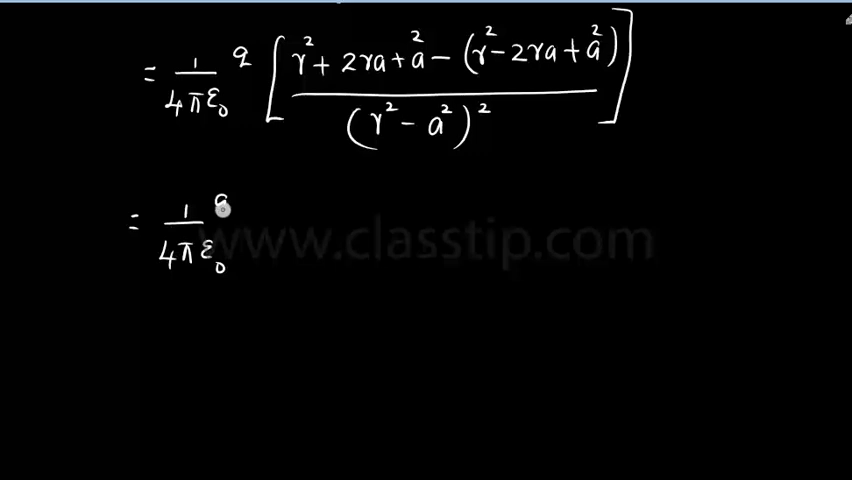 = 1/4πε₀ q [ r² + 2ra + a² − (r² − 2ra + a²) / (r² − a²)² ]
= 1/4πε₀ q
www.classtip.com